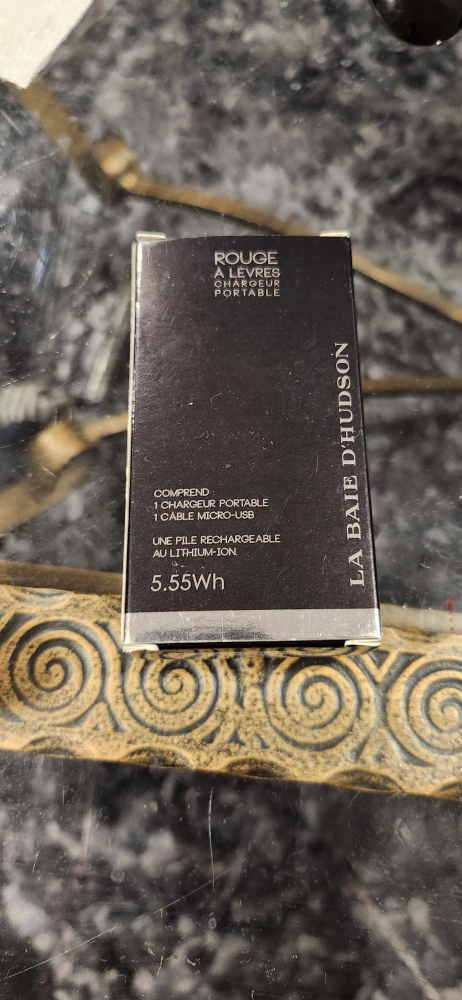 ROUGE
À LÈVRES
CHARGEUR
PORTABLE
LA BAIE D'HUDSON
COMPREND :
1 CHARGEUR PORTABLE
1 CÂBLE MICRO-USB
UNE PILE RECHARGEABLE
AU LITHIUM-ION
5.55Wh